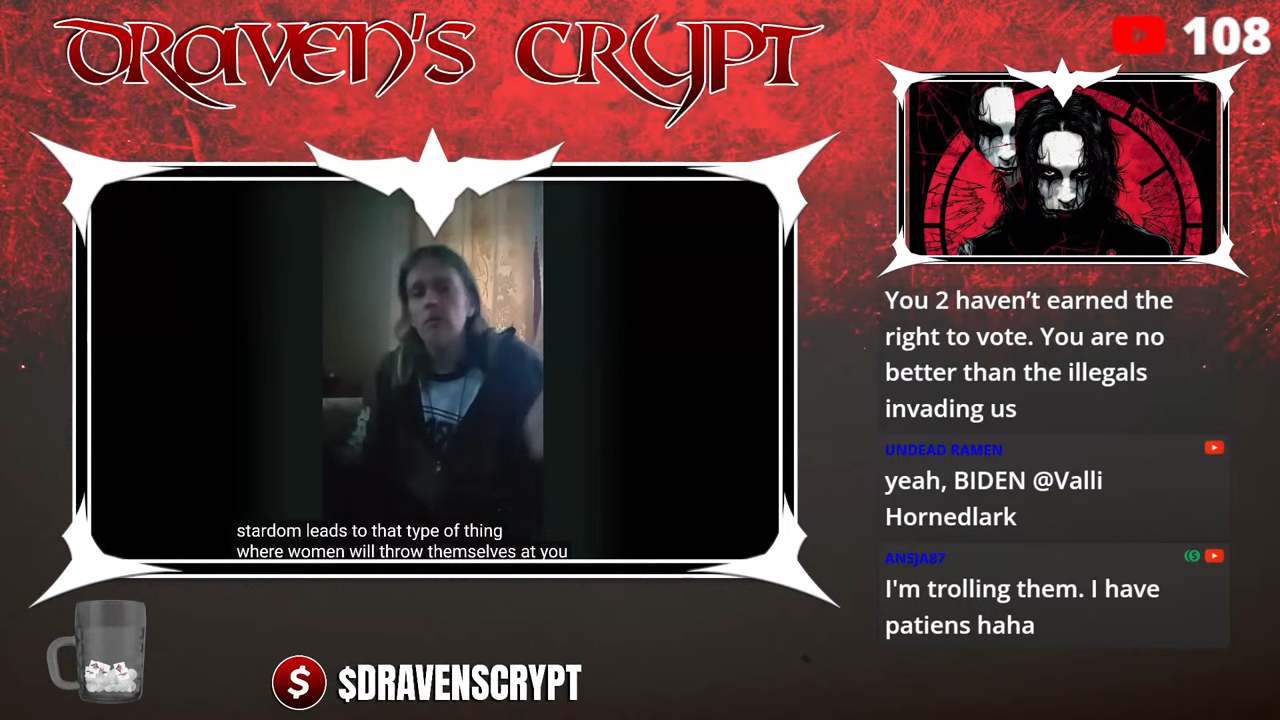 DRAVEN'S CRYPT
108
You 2 haven't earned the
right to vote. You are no
better than the illegals
invading us
UNDEAD RAMEN
yeah, BIDEN @Valli
Hornedlark
ANSJA87
I'm trolling them. I have
patiens haha
stardom leads to that type of thing
where women will throw themselves at you
$ $DRAVENSCRYPT